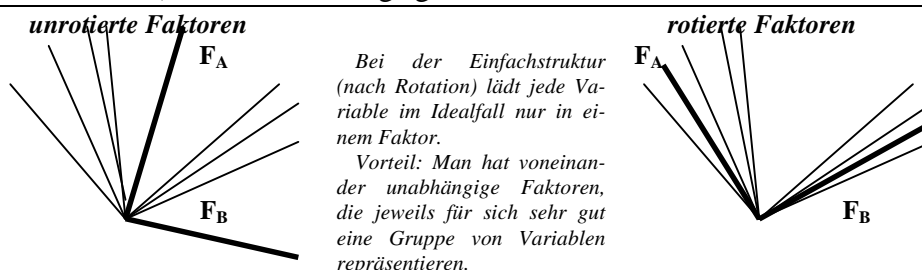 unrotierte Faktoren
F_A
F_B
Bei der Einfachstruktur
(nach Rotation) lädt jede Va-
riable im Idealfall nur in ei-
nem Faktor.
Vorteil: Man hat voneinan-
der unabhängige Faktoren,
die jeweils für sich sehr gut
eine Gruppe von Variablen
repräsentieren.
rotierte Faktoren
F_A
F_B